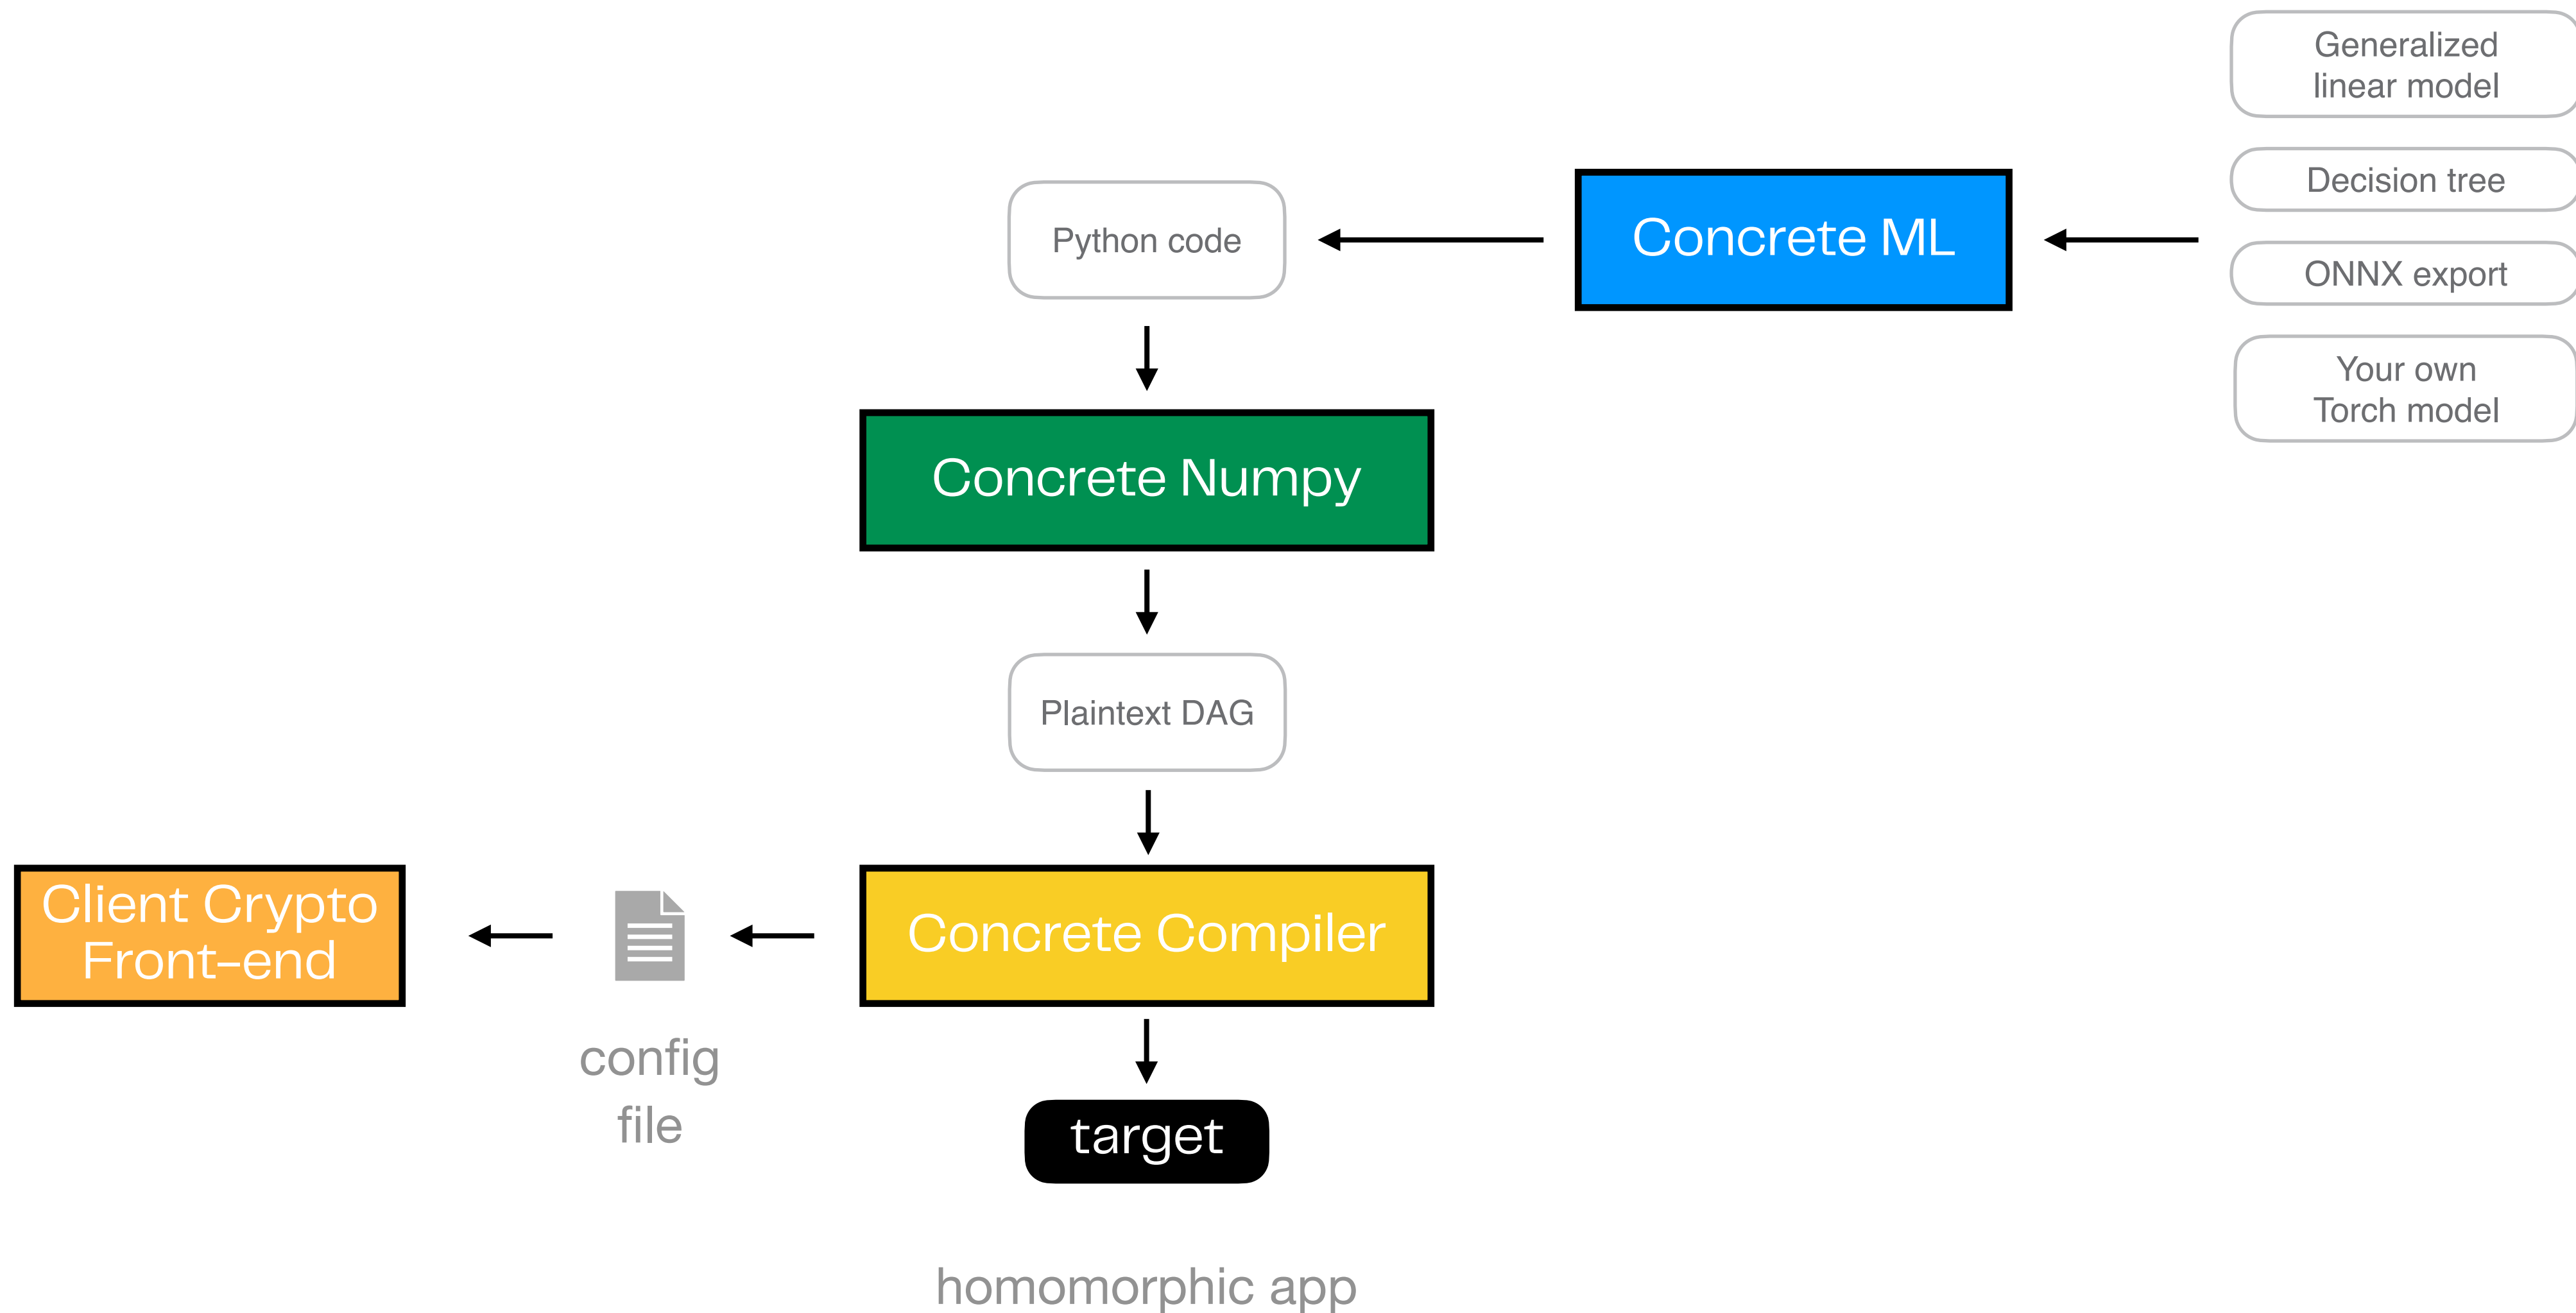 Generalized
linear model
Decision tree
ONNX export
Your own
Torch model
Concrete ML
Python code
Concrete Numpy
Plaintext DAG
Concrete Compiler
config
file
Client Crypto
Front-end
target
homomorphic app